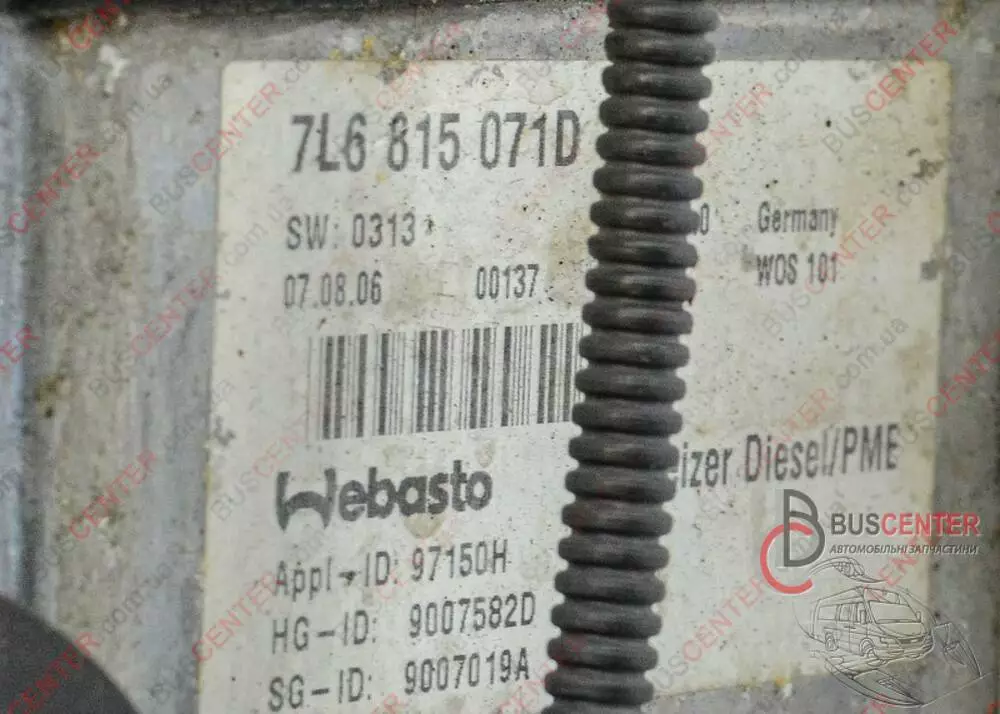 7L6 815 071D
SW: 0313 0 Germany
07.08.06 00137 WOS 101
Webasto izer Diesel/PME
Appl-ID: 97150H
HG-ID: 9007582D
SG-ID: 9007019A
BUSCENTER
АВТОМОБІЛЬНІ ЗАПЧАСТИНИ